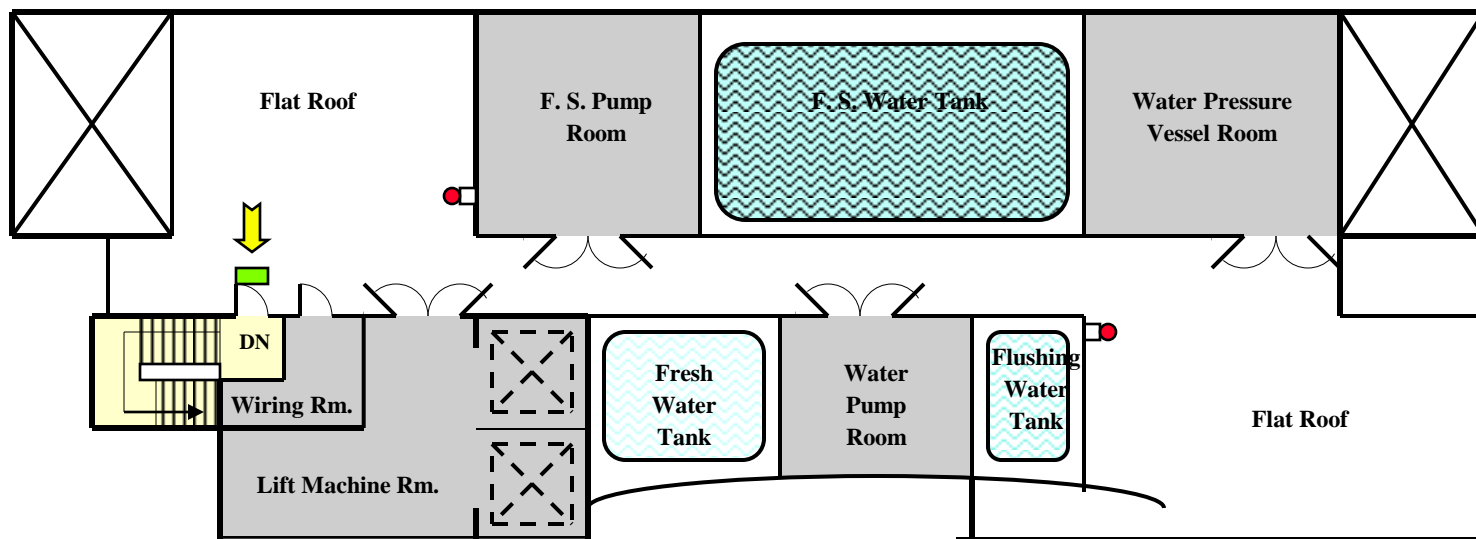 Flat Roof
F. S. Pump
Room
F. S. Water Tank
Water Pressure
Vessel Room
DN
Wiring Rm.
Lift Machine Rm.
Fresh
Water
Tank
Water
Pump
Room
Flushing
Water
Tank
Flat Roof